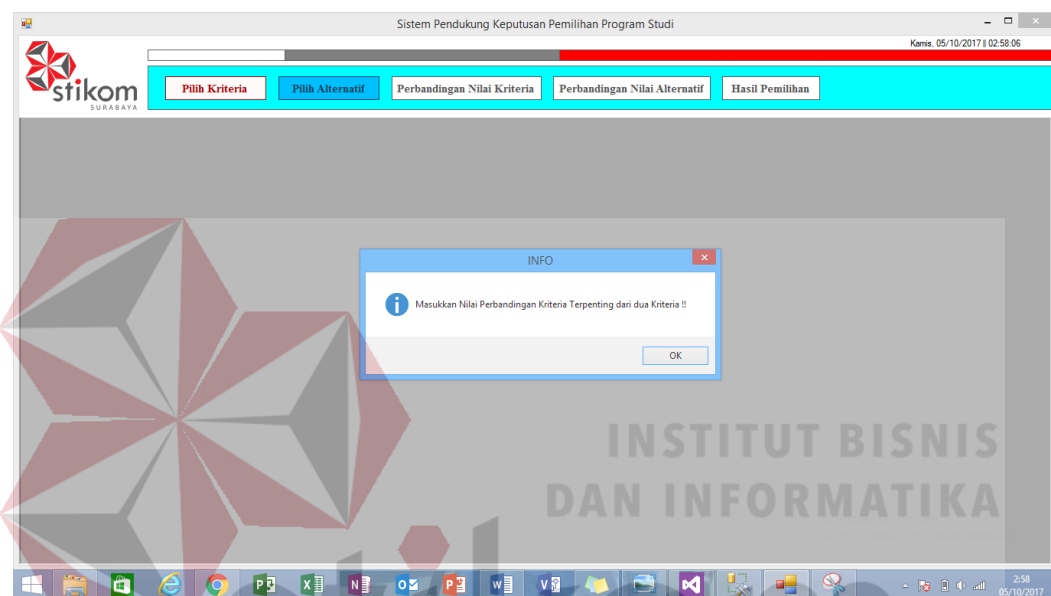 Sistem Pendukung Keputusan Pemilihan Program Studi
Kamis, 05/10/2017 || 02:58:06
stikom
SURABAYA
Pilih Kriteria
Pilih Alternatif
Perbandingan Nilai Kriteria
Perbandingan Nilai Alternatif
Hasil Pemilihan
INFO
Masukkan Nilai Perbandingan Kriteria Terpenting dari dua Kriteria !!
OK
INSTITUT BISNIS
DAN INFORMATIKA
2:58
05/10/2017